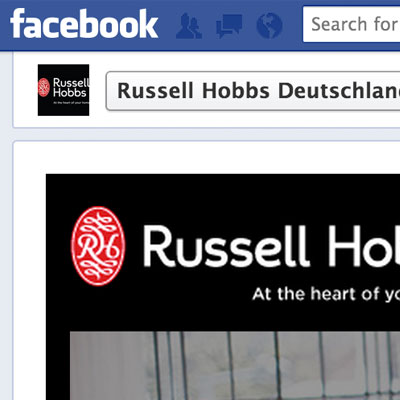 facebook
Search for
Russell
Hobbs
At the heart of your home
Russell Hobbs Deutschlan
RH
Russell Hob
At the heart of yo